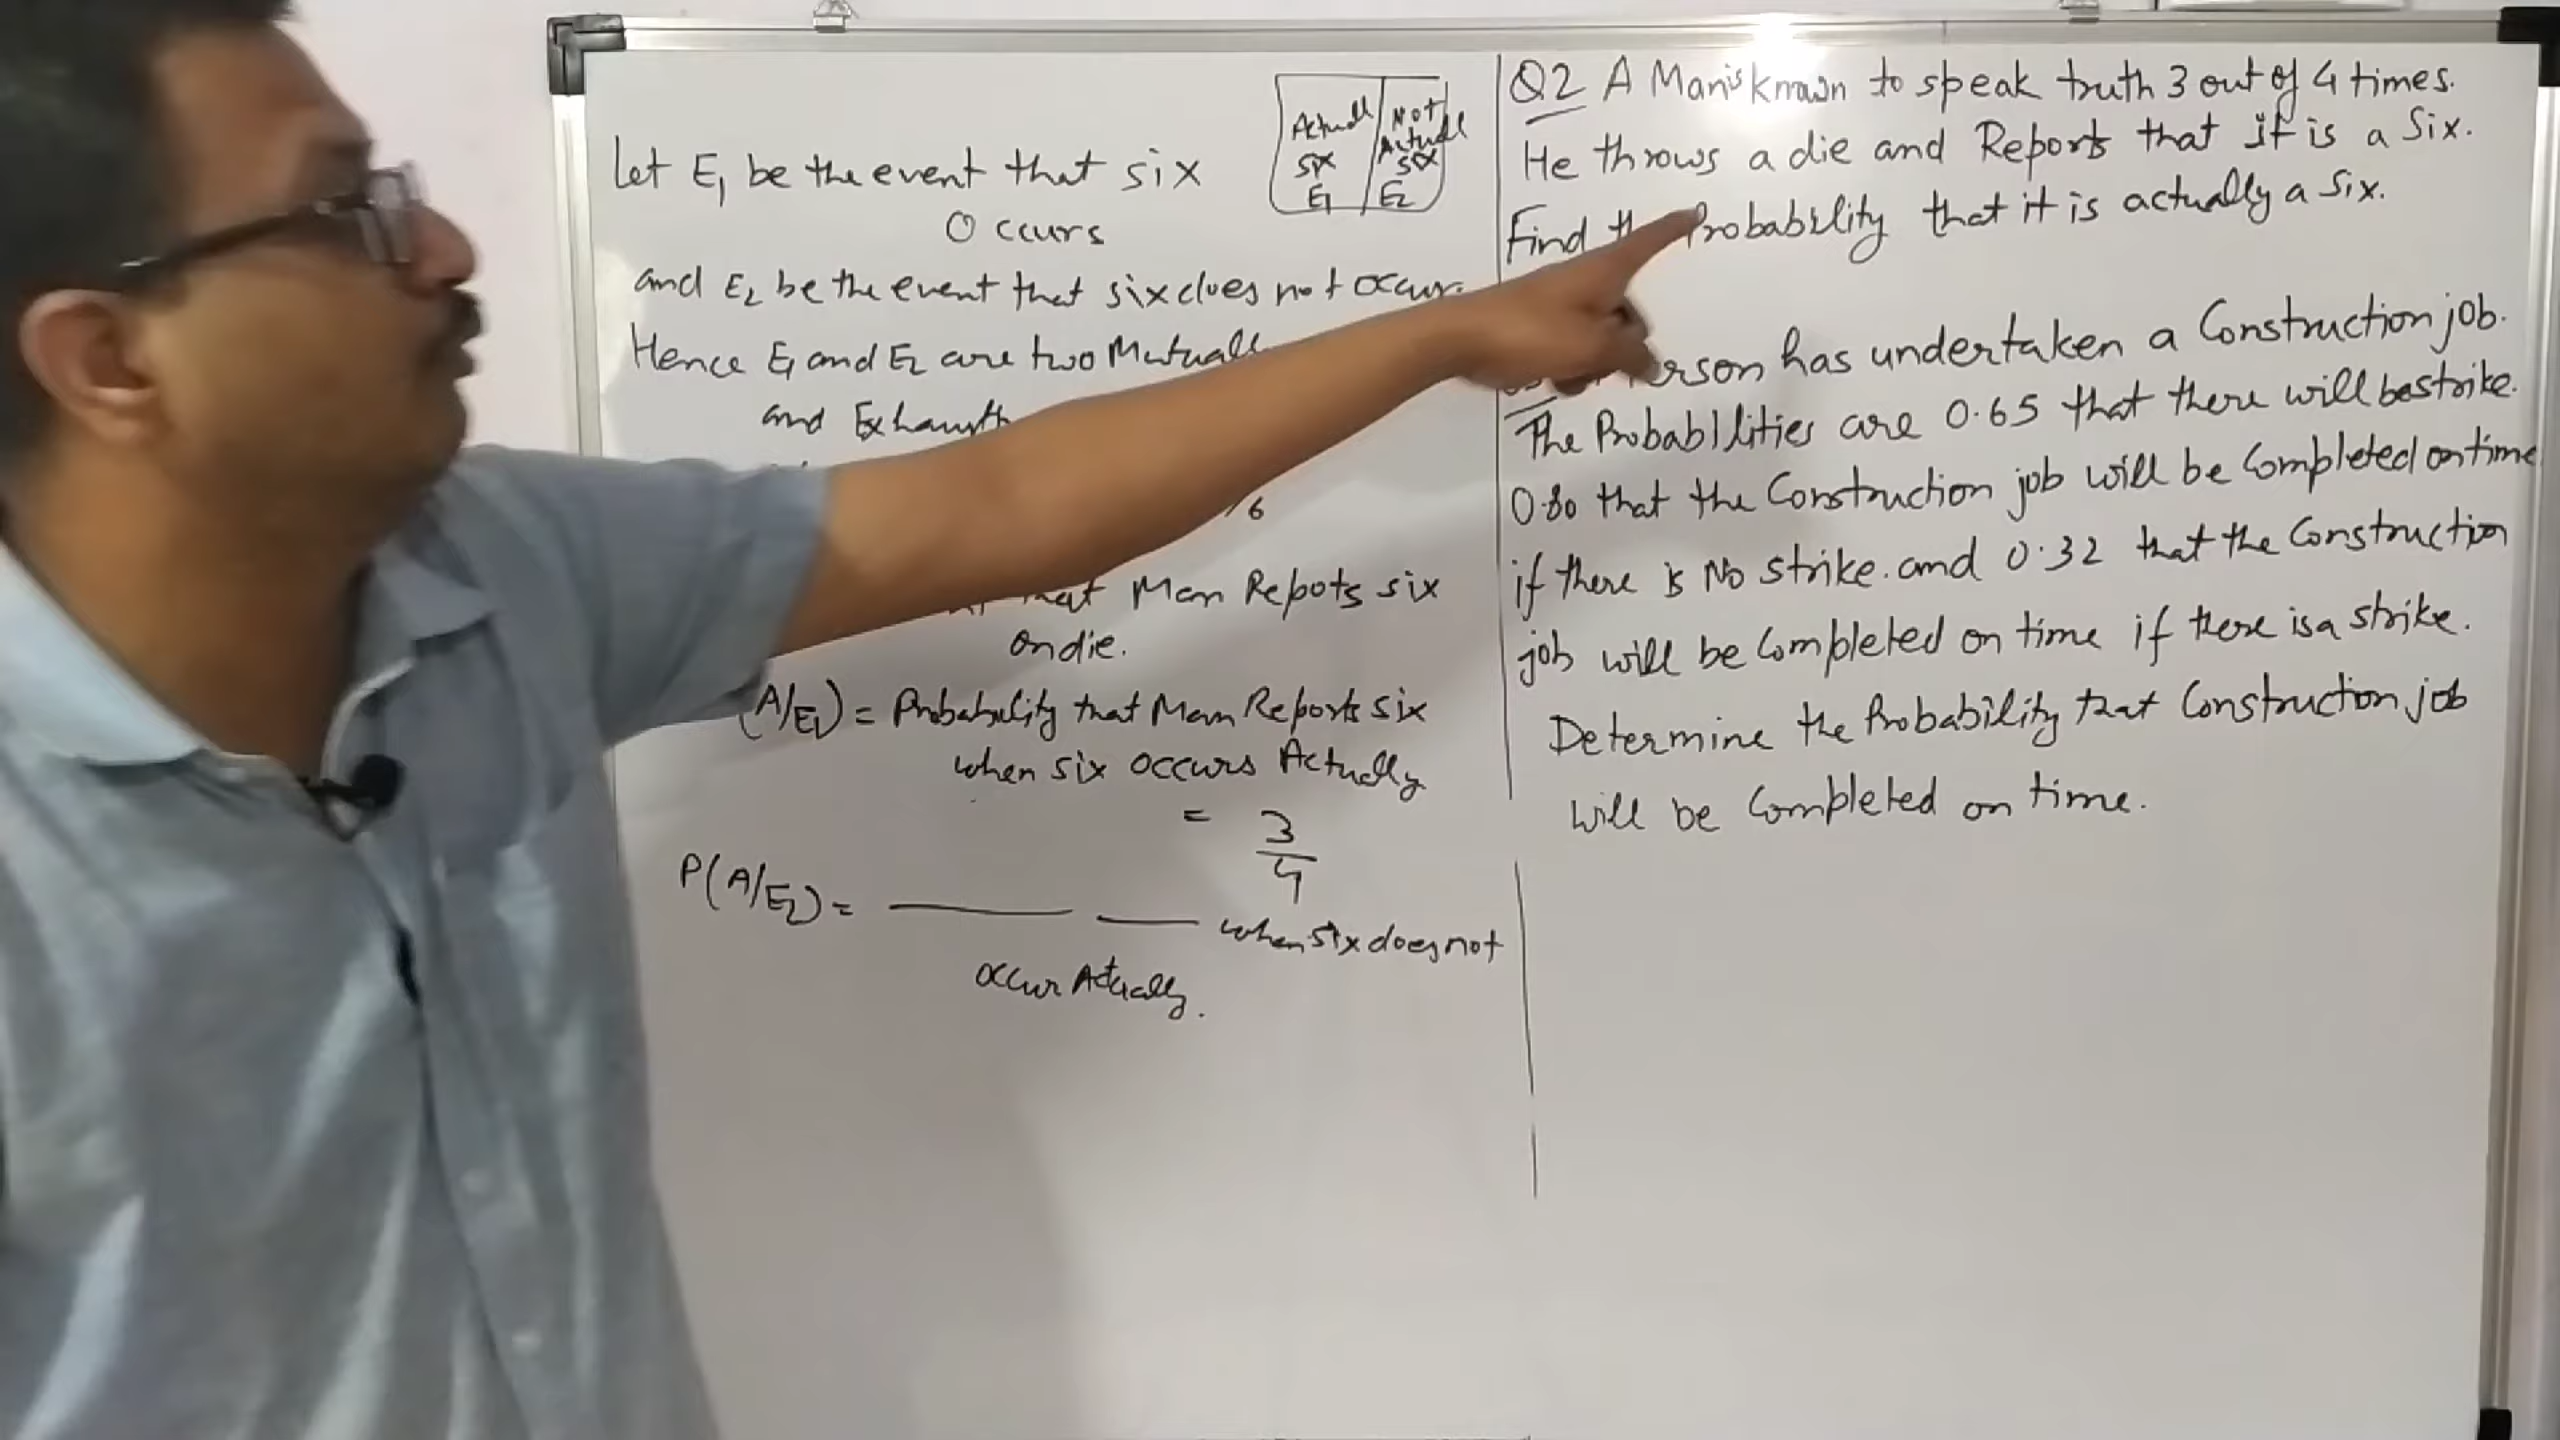 Let E1 be the event that six
Occurs
and E2 be the event that six does not occur.
Hence E1 and E2 are two Mutuall
and Exhausti
6
that Man Repots six
on die.
(A/E1) = Probability that Man Reports six
when six occurs Actually
= 3/4
P(A/E2) = when six does not
occur Actually.
Actuall six E1
Not Actuall six E2
Q2 A Man is known to speak truth 3 out of 4 times.
He throws a die and Reports that it is a Six.
Find the Probability that it is actually a Six.
erson has undertaken a Construction job.
The Probabilities are 0.65 that there will be strike.
0.80 that the Construction job will be Completed on time
if there is No strike. and 0.32 that the Construction
job will be Completed on time if there is a strike.
Determine the Probability that Construction job
will be Completed on time.